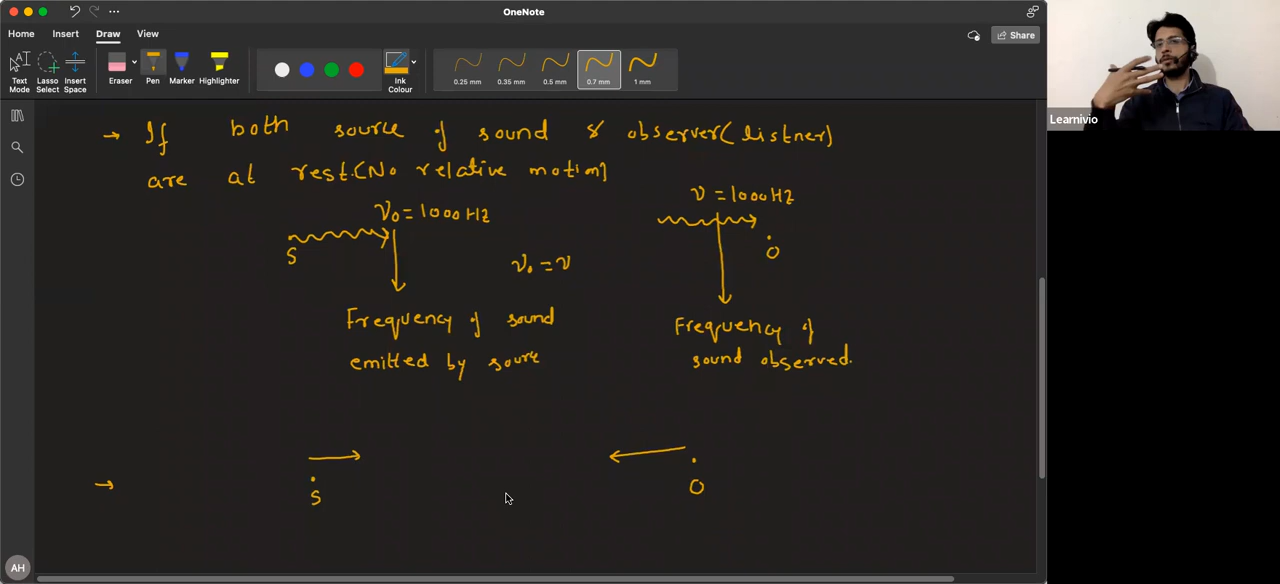 OneNote
Home Insert Draw View
Share
Text Mode
Lasso Select
Insert Space
Eraser
Pen
Marker
Highlighter
Ink Colour
0.25 mm
0.35 mm
0.5 mm
0.7 mm
1 mm
Learnivio
→ If both source of sound & observer(listner)
are at rest.(No relative motion)
ν₀ = 1000 Hz
ν = 1000 Hz
S
O
ν₀ = ν
Frequency of sound
emitted by source
Frequency of
sound observed.
→
S
O
AH